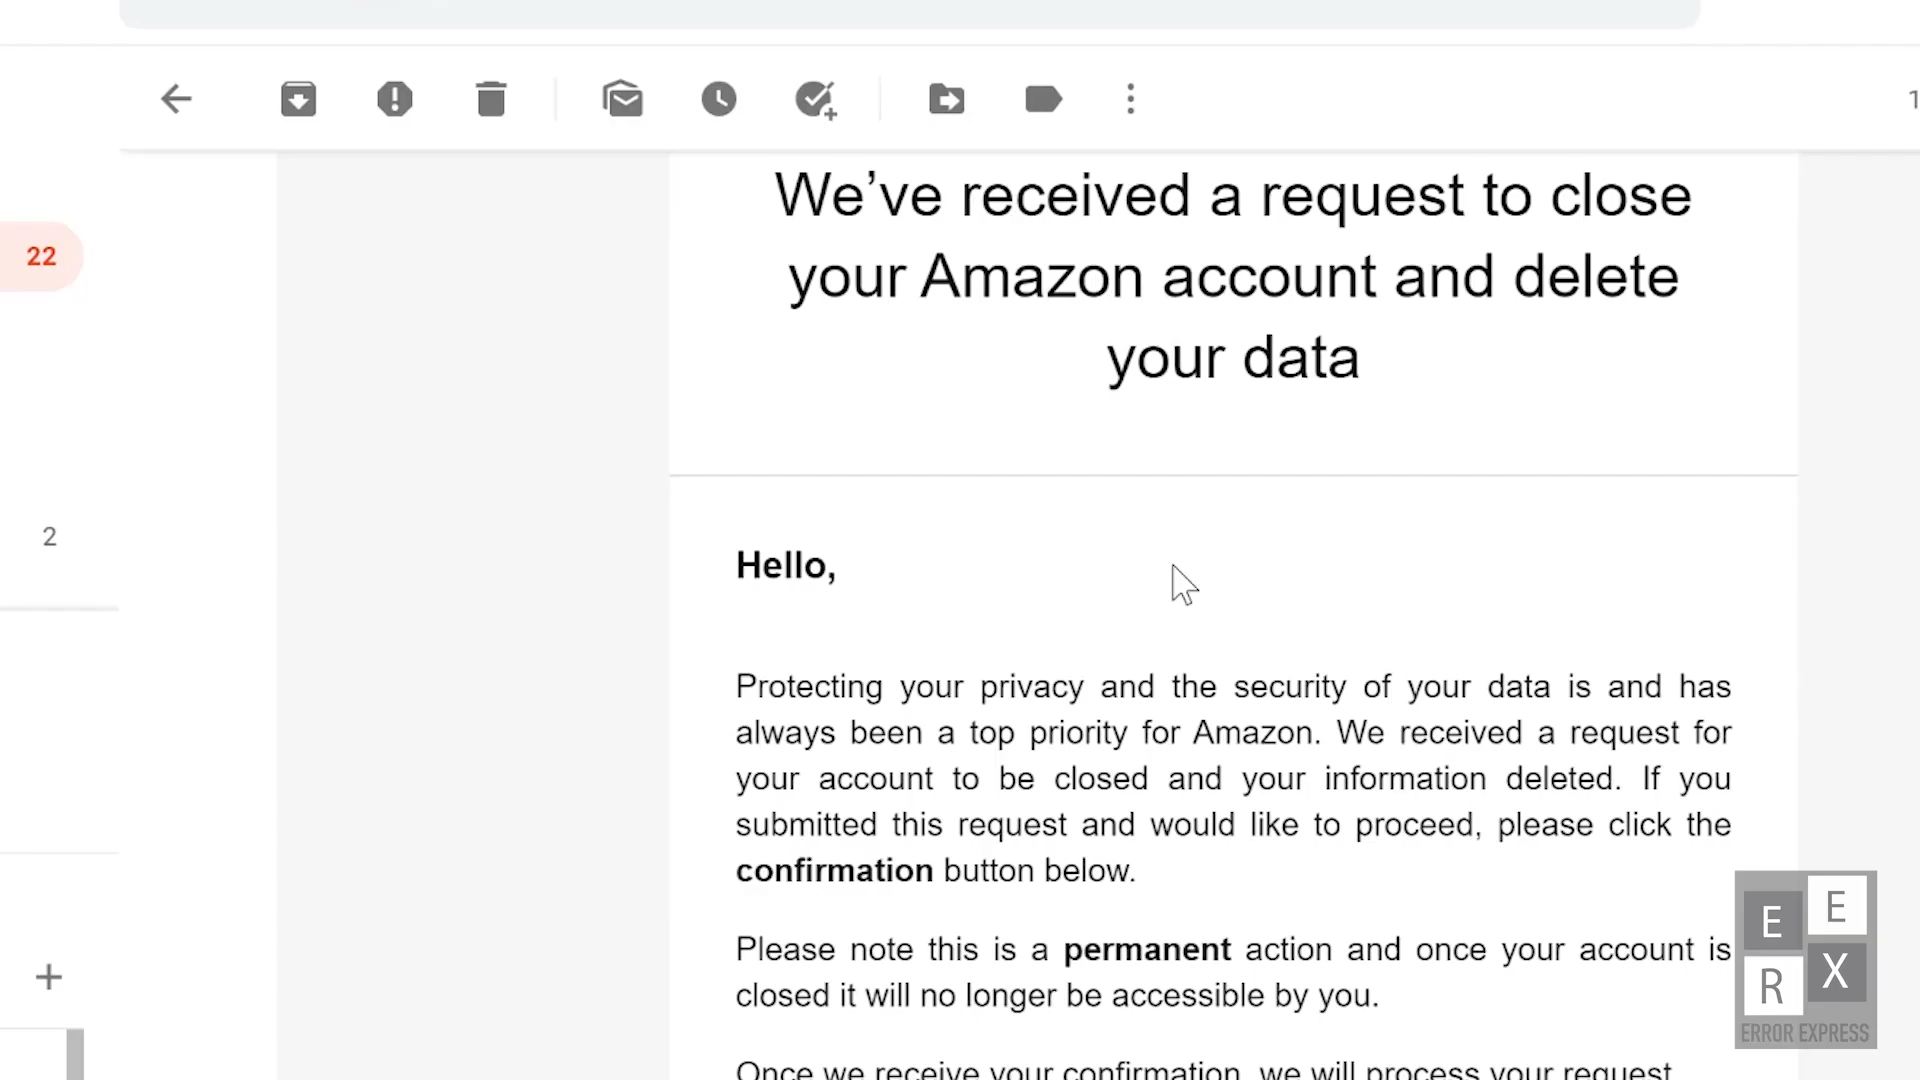 1
We’ve received a request to close
your Amazon account and delete
your data
22
2
Hello,
Protecting your privacy and the security of your data is and has
always been a top priority for Amazon. We received a request for
your account to be closed and your information deleted. If you
submitted this request and would like to proceed, please click the
confirmation button below.
Please note this is a permanent action and once your account is
closed it will no longer be accessible by you.
Once we receive your confirmation, we will process your request
E E
R X
ERROR EXPRESS